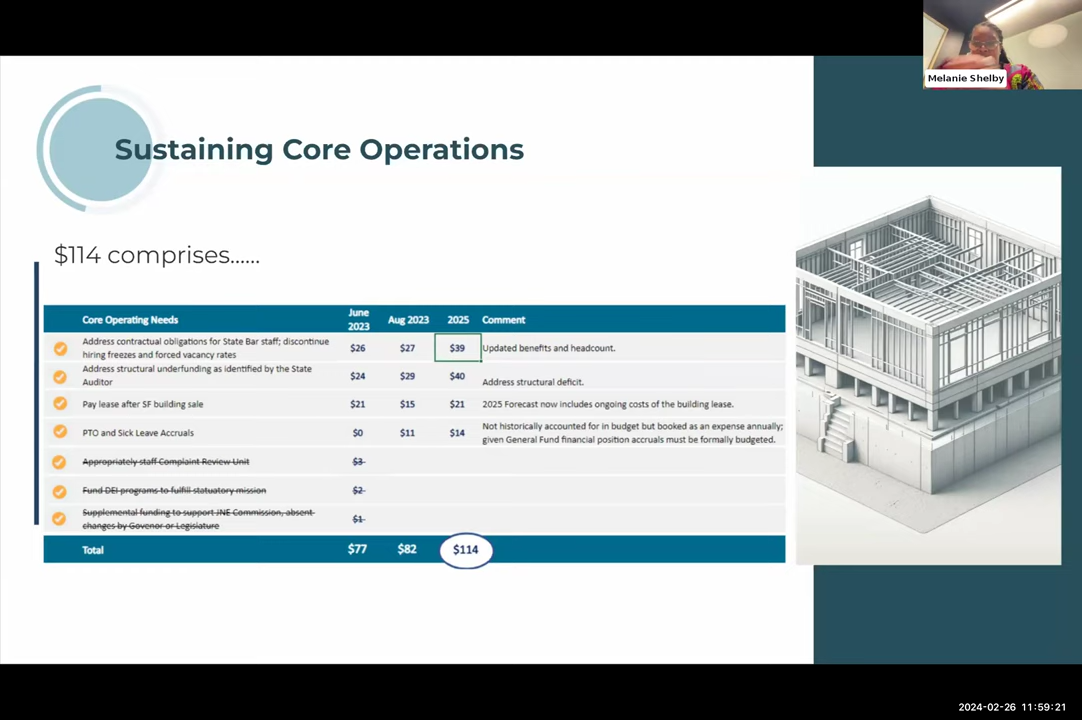 Melanie Shelby
Sustaining Core Operations
$114 comprises......
Core Operating Needs June 2023 Aug 2023 2025 Comment
Address contractual obligations for State Bar staff; discontinue
hiring freezes and forced vacancy rates
$26 $27 $39 Updated benefits and headcount.
Address structural underfunding as identified by the State
Auditor
$24 $29 $40 Address structural deficit.
Pay lease after SF building sale $21 $15 $21 2025 Forecast now includes ongoing costs of the building lease.
PTO and Sick Leave Accruals $0 $11 $14 Not historically accounted for in budget but booked as an expense annually;
given General Fund financial position accruals must be formally budgeted.
Appropriately staff Complaint Review Unit $3
Fund DEI programs to fulfill statuatory mission $2
Supplemental funding to support JNE Commission, absent
changes by Govenor or Legislature
$1
Total $77 $82 $114
2024-02-26 11:59:21